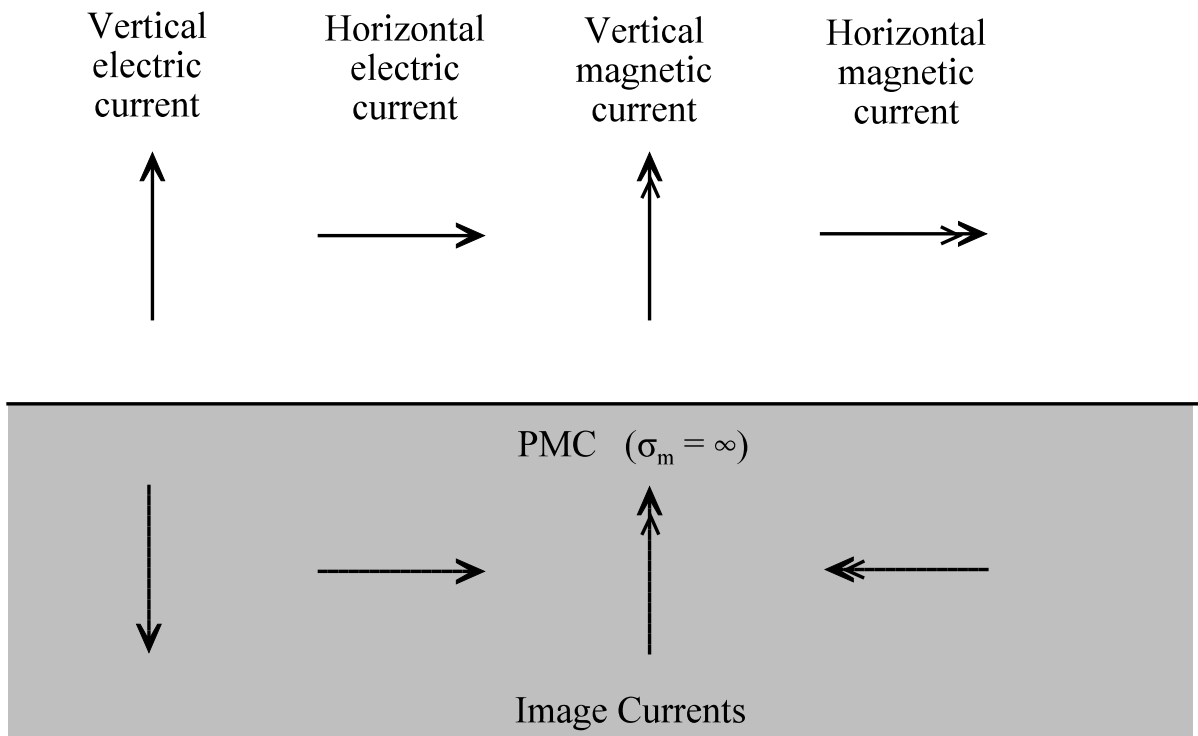 Vertical
electric
current
Horizontal
electric
current
Vertical
magnetic
current
Horizontal
magnetic
current
PMC (σₘ = ∞)
Image Currents